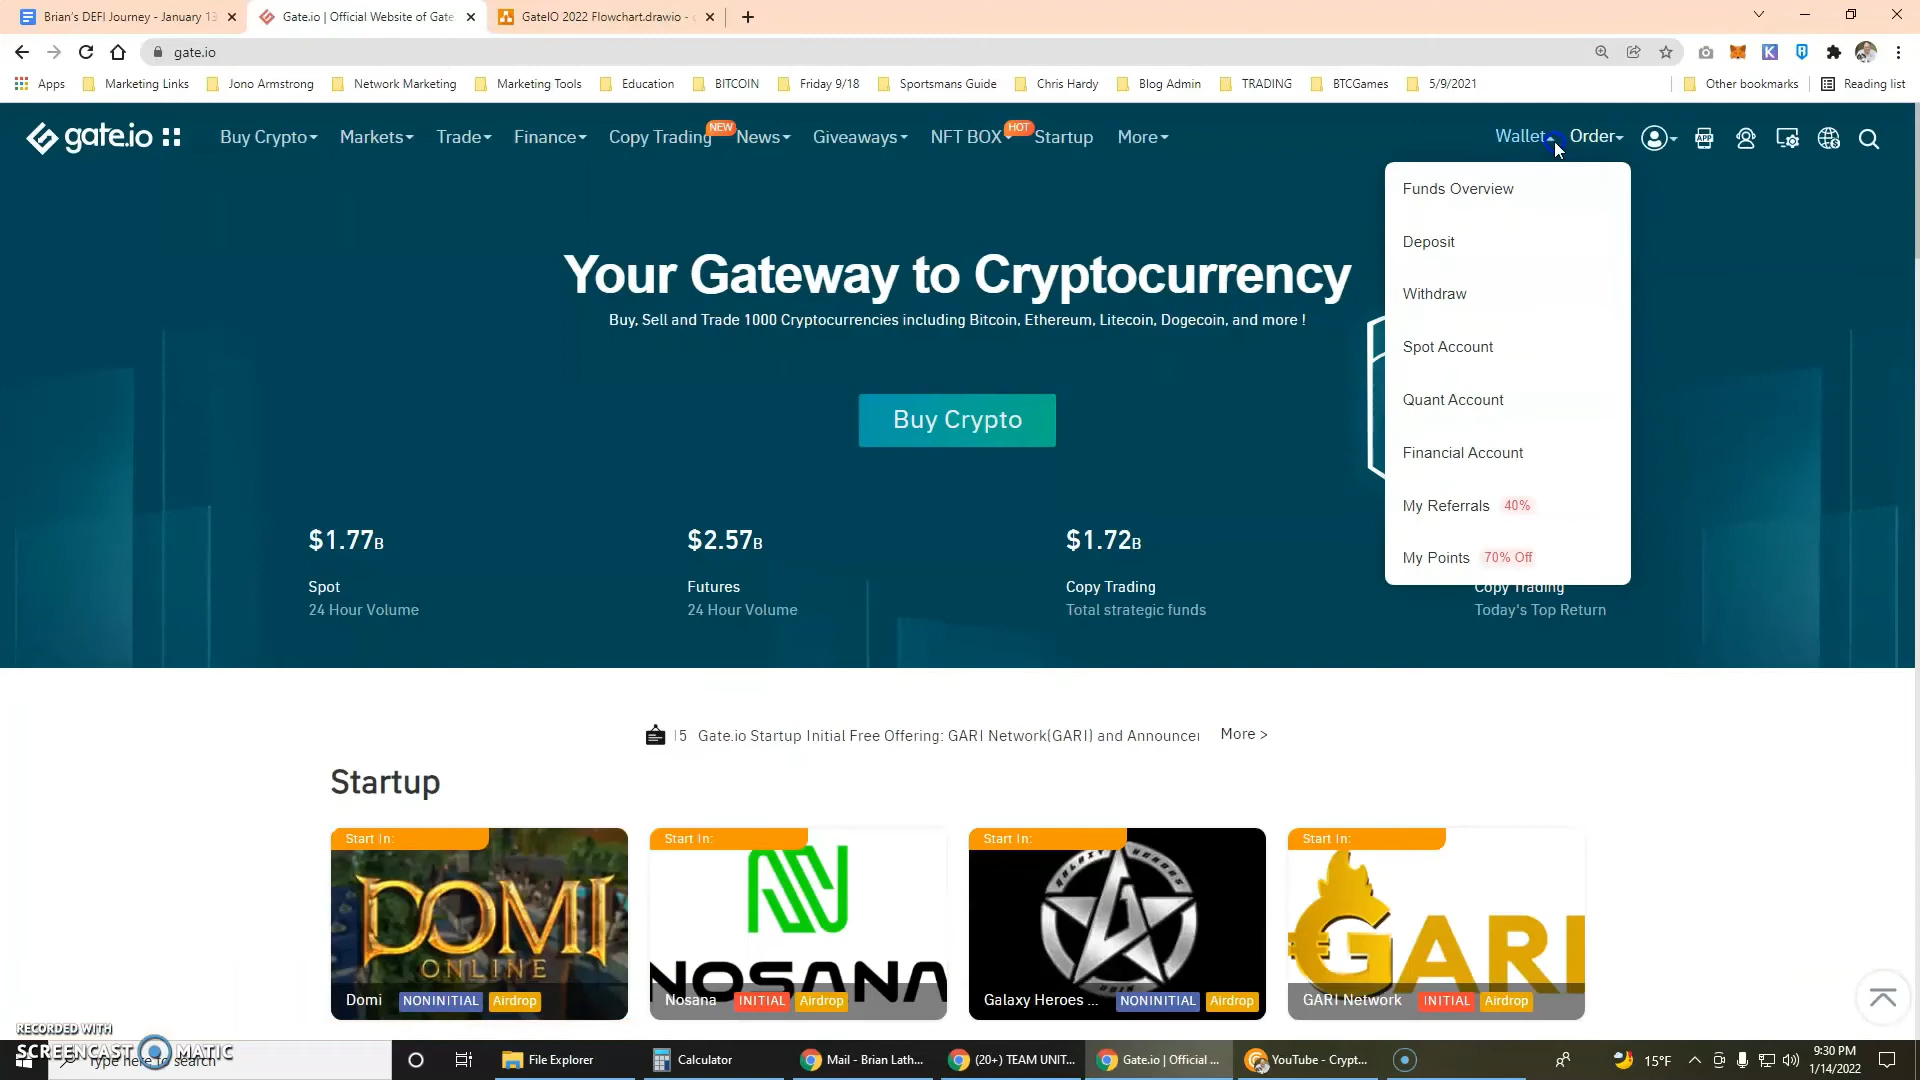 Brian's DEFI Journey - January 13
Gate.io | Official Website of Gate.
GateIO 2022 Flowchart.drawio -
gate.io
Apps
Marketing Links
Jono Armstrong
Network Marketing
Marketing Tools
Education
BITCOIN
Friday 9/18
Sportsmans Guide
Chris Hardy
Blog Admin
TRADING
BTCGames
5/9/2021
Other bookmarks
Reading list
gate.io
Buy Crypto
Markets
Trade
Finance
Copy Trading
NEW
News
Giveaways
NFT BOX
HOT
Startup
More
Wallet
Order
APP
Funds Overview
Deposit
Withdraw
Spot Account
Quant Account
Financial Account
My Referrals 40%
My Points 70% Off
Your Gateway to Cryptocurrency
Buy, Sell and Trade 1000 Cryptocurrencies including Bitcoin, Ethereum, Litecoin, Dogecoin, and more !
Buy Crypto
$1.77B
$2.57B
$1.72B
Spot
Futures
Copy Trading
Copy Trading
24 Hour Volume
24 Hour Volume
Total strategic funds
Today's Top Return
Gate.io Startup Initial Free Offering: GARI Network(GARI) and Announcer
More >
Startup
Start In:
Start In:
Start In:
Start In:
DOMI
ONLINE
NOSANA
GALAXY HEROES
GARI
Domi NONINITIAL Airdrop
Nosana INITIAL Airdrop
Galaxy Heroes ... NONINITIAL Airdrop
GARI Network INITIAL Airdrop
RECORDED WITH
SCREENCAST MATIC
Type here to search
File Explorer
Calculator
Mail - Brian Lath...
(20+) TEAM UNIT...
Gate.io | Official ...
YouTube - Crypt...
15°F
9:30 PM
1/14/2022